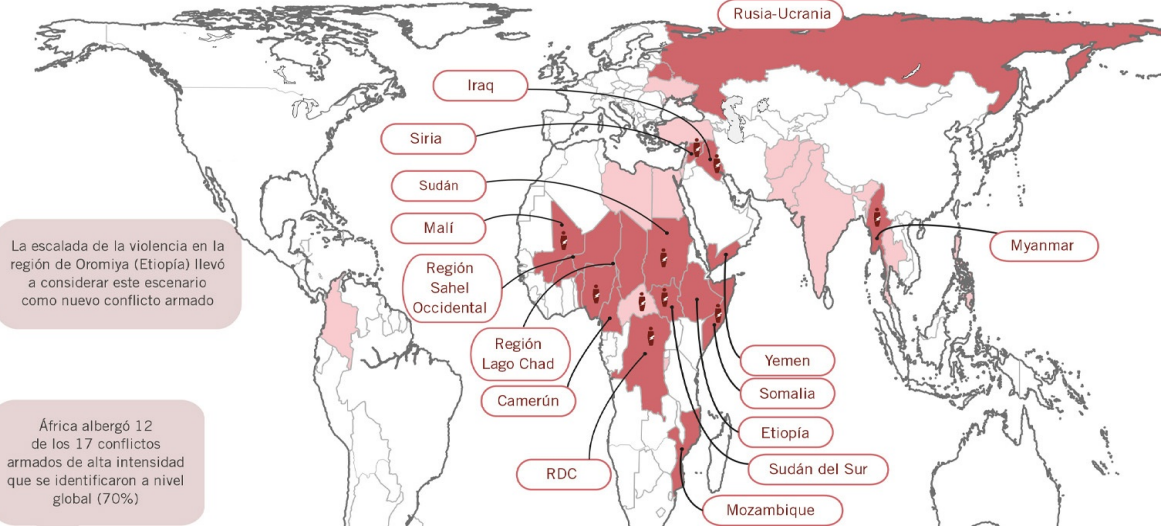 Rusia-Ucrania
Iraq
Siria
Sudán
Malí
Región
Sahel
Occidental
Región
Lago Chad
Camerún
RDC
Myanmar
Yemen
Somalia
Etiopía
Sudán del Sur
Mozambique
La escalada de la violencia en la
región de Oromiya (Etiopía) llevó
a considerar este escenario
como nuevo conflicto armado
África albergó 12
de los 17 conflictos
armados de alta intensidad
que se identificaron a nivel
global (70%)